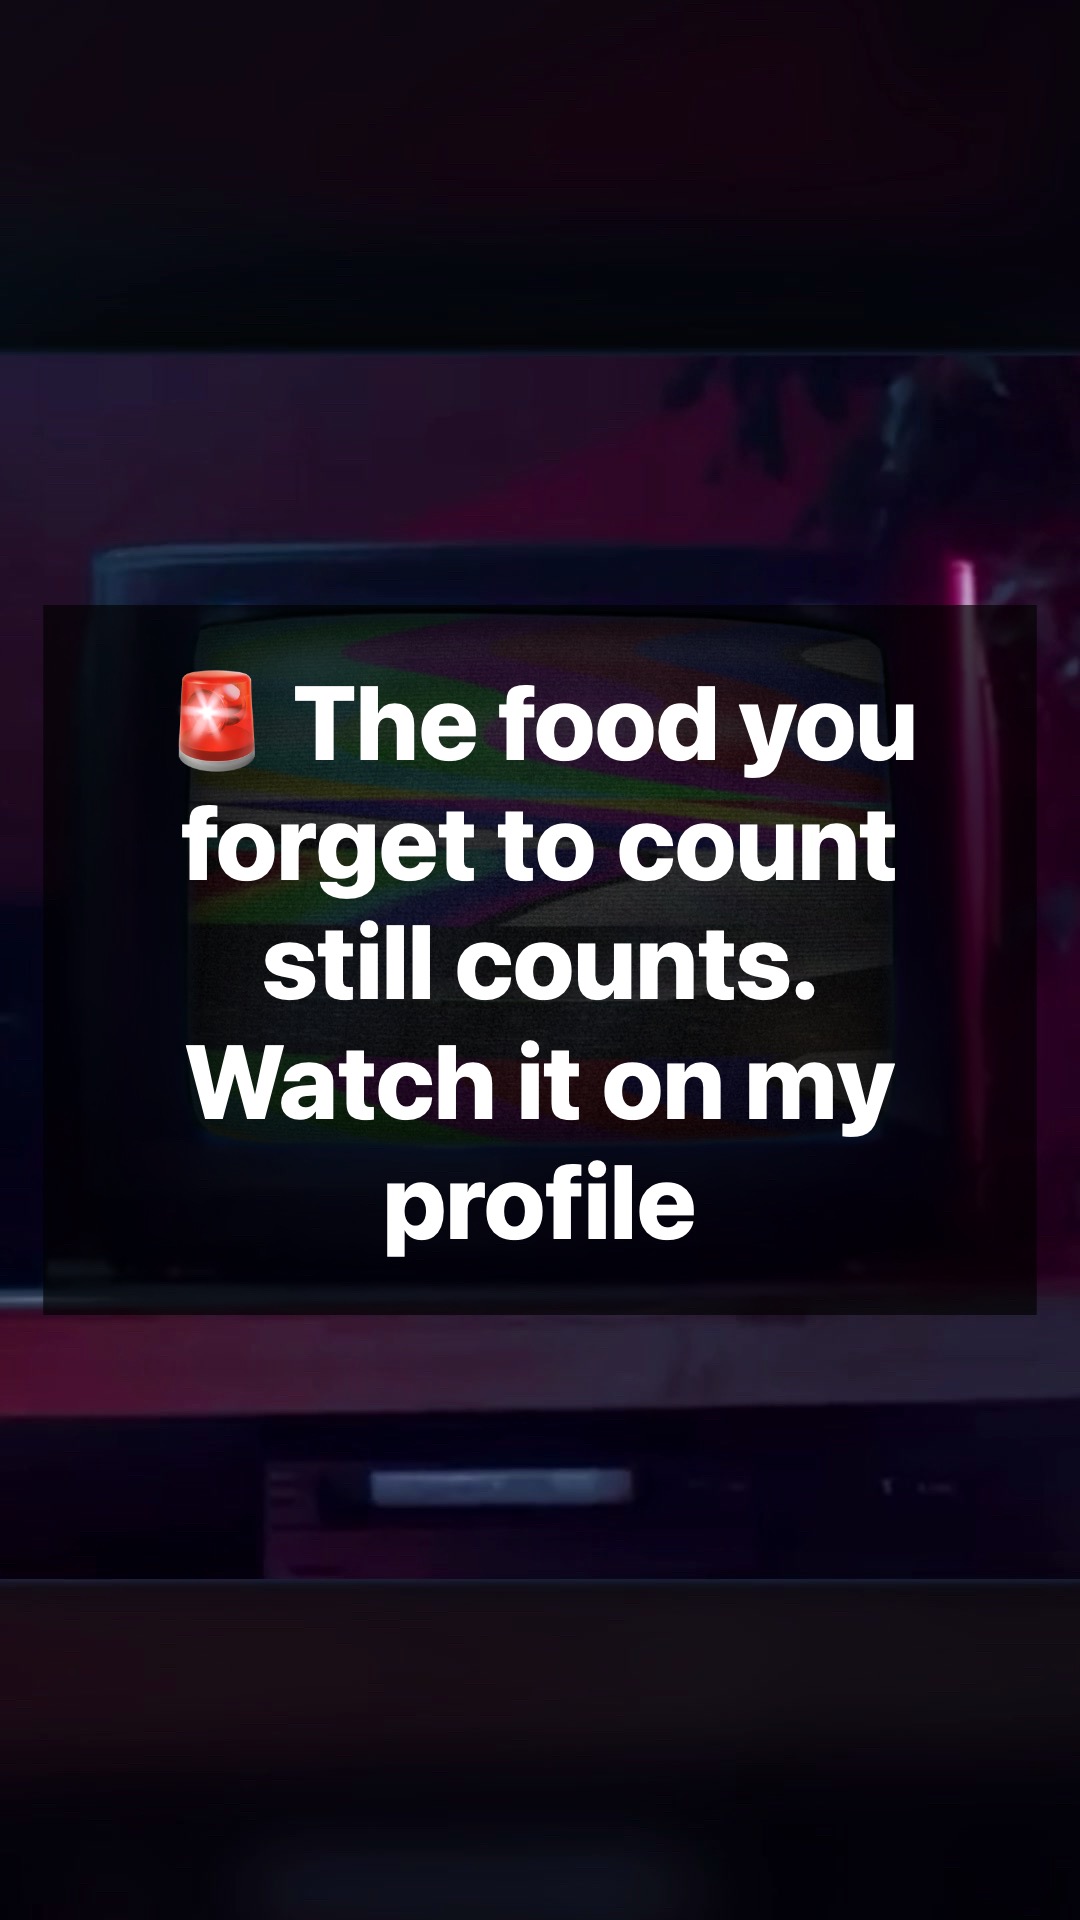 🚨 The food you
forget to count
still counts.
Watch it on my
profile